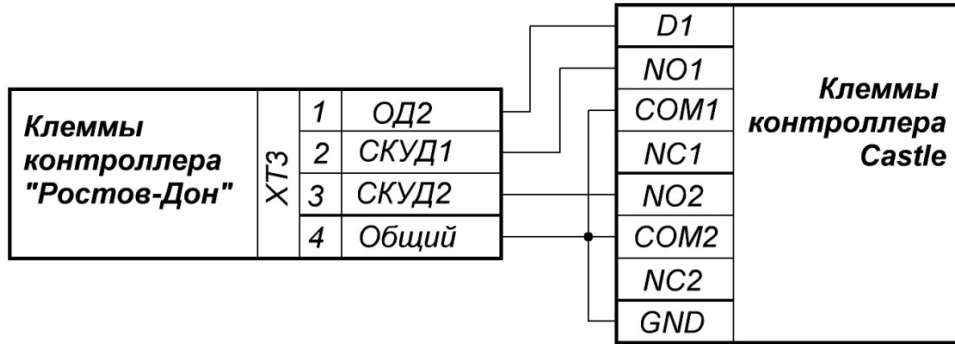 Клеммы
контроллера
"Ростов-Дон"
XT3
1 ОД2
2 СКУД1
3 СКУД2
4 Общий
D1
NO1
COM1
NC1
NO2
COM2
NC2
GND
Клеммы
контроллера
Castle